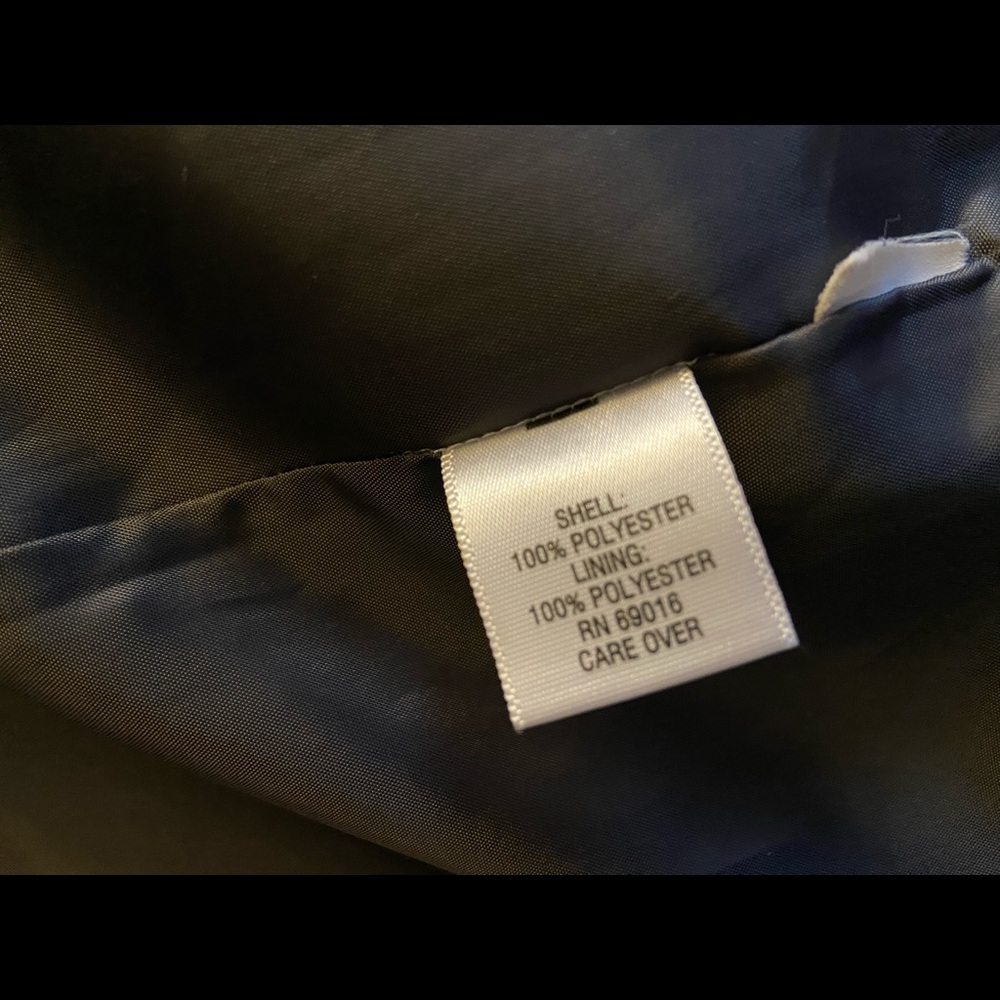 SHELL:
100% POLYESTER
LINING:
100% POLYESTER
RN 69016
CARE OVER